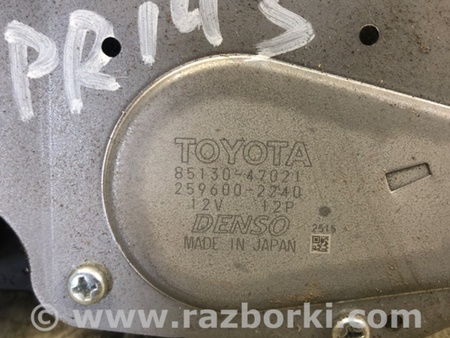 PR14S
TOYOTA
85130-47021
259600-2240
12V 12P
DENSO
2515
MADE IN JAPAN
www.razborki.com